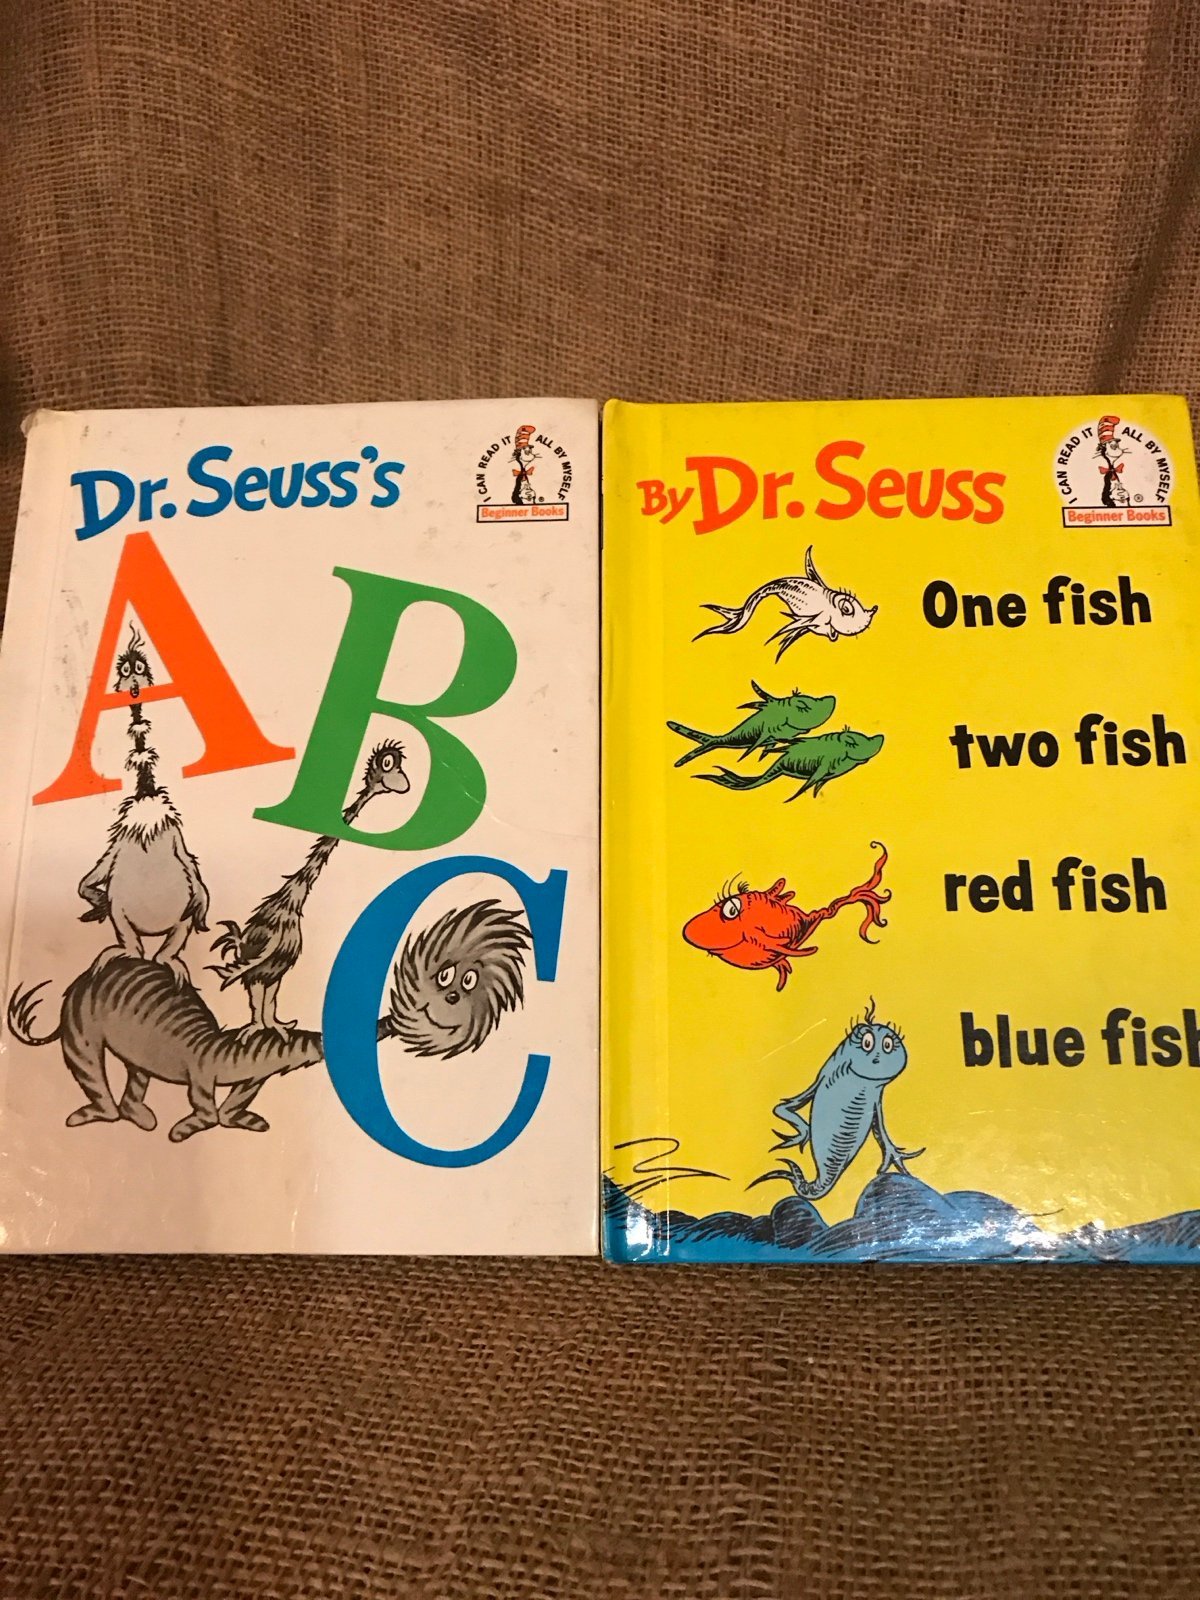 Dr. Seuss's
I CAN READ IT ALL BY MYSELF
®
Beginner Books
A
B
C
By Dr. Seuss
I CAN READ IT ALL BY MYSELF
®
Beginner Books
One fish
two fish
red fish
blue fish